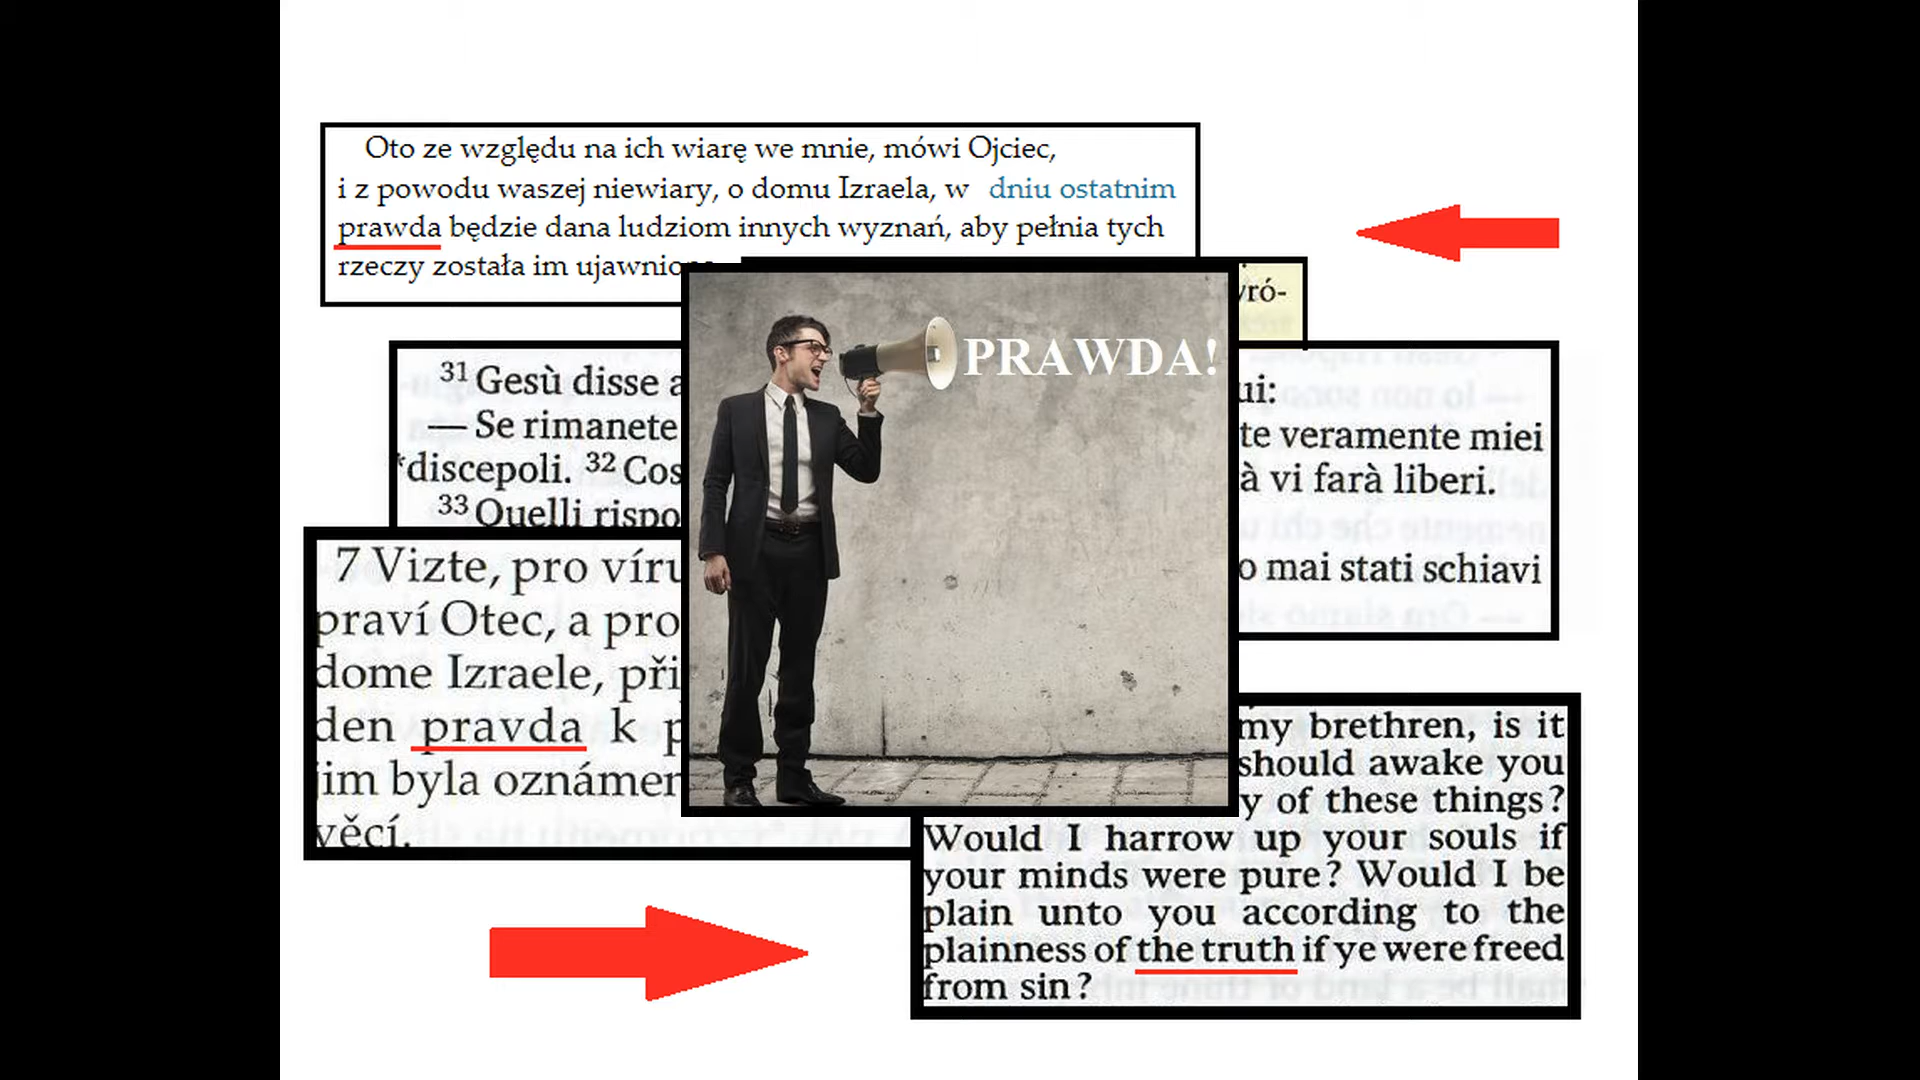 Oto ze względu na ich wiarę we mnie, mówi Ojciec,
i z powodu waszej niewiary, o domu Izraela, w dniu ostatnim
prawda będzie dana ludziom innych wyznań, aby pełnia tych
rzeczy została im
vró-
31 Gesù disse a
ui:
— Se rimanete
te veramente miei
*discepoli. 32 Cos
à vi farà liberi.
33 Quelli rispo
o mai stati schiavi
PRAWDA!
7 Vizte, pro víru
praví Otec, a pro
dome Izraele, při
den pravda k p
jim byla oznámen
věcí.
my brethren, is it
should awake you
y of these things?
Would I harrow up your souls if
your minds were pure? Would I be
plain unto you according to the
plainness of the truth if ye were freed
from sin?